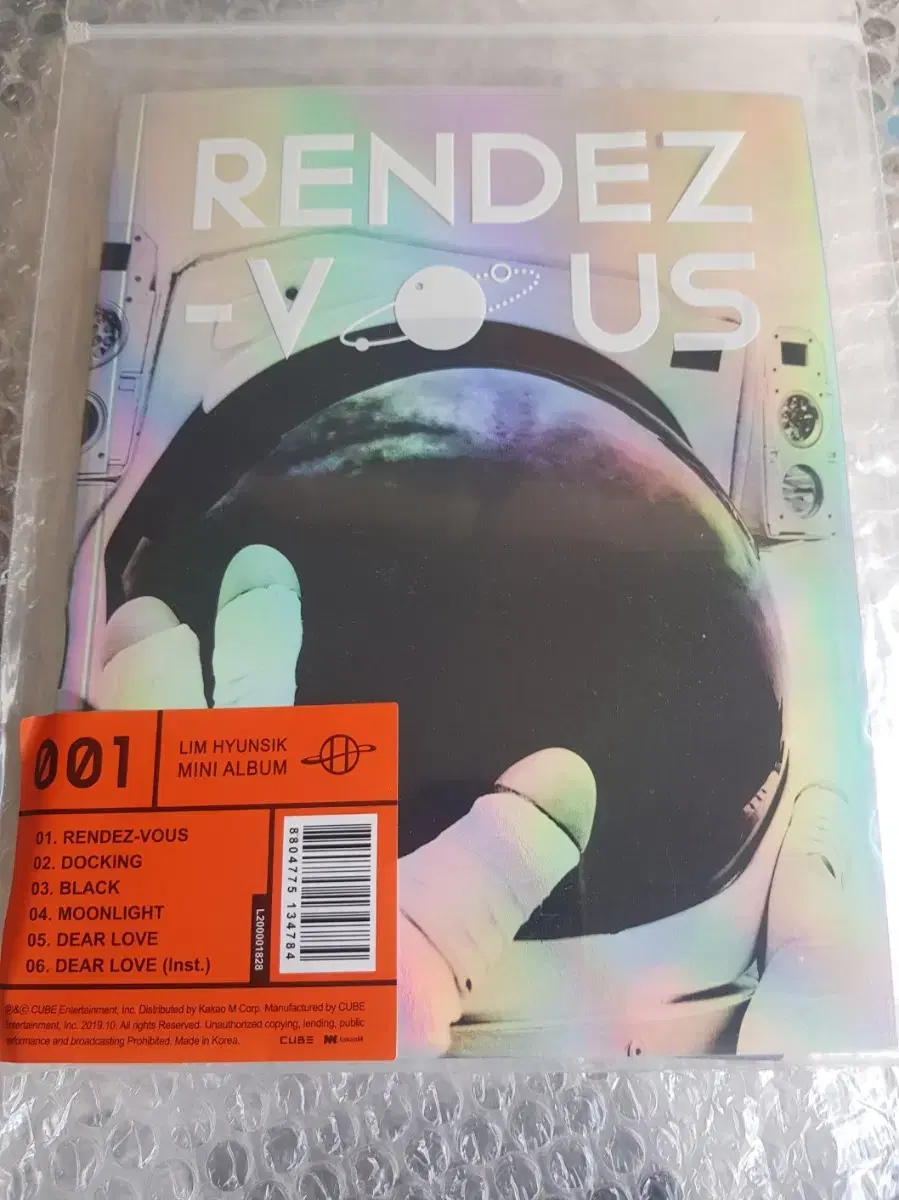 RENDEZ
-VOUS
001
LIM HYUNSIK
MINI ALBUM
01. RENDEZ-VOUS
02. DOCKING
03. BLACK
04. MOONLIGHT
05. DEAR LOVE
06. DEAR LOVE (Inst.)
L200001828
8804775 134784
℗&© CUBE Entertainment, Inc. Distributed by Kakao M Corp. Manufactured by CUBE
Entertainment, Inc. 2019.10. All rights Reserved. Unauthorized copying, lending, public
performance and broadcasting Prohibited. Made in Korea.
CUBE
kakaoM